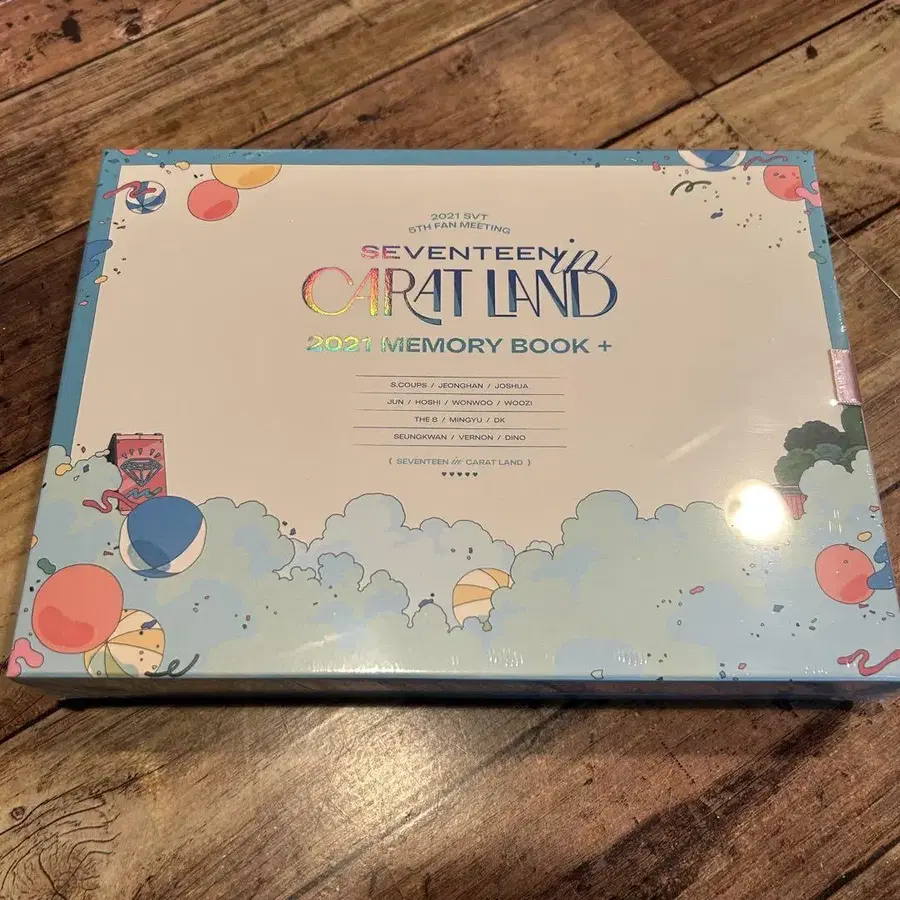 2021 SVT
5TH FAN MEETING
SEVENTEEN in
CARAT LAND
2021 MEMORY BOOK +
S.COUPS / JEONGHAN / JOSHUA
JUN / HOSHI / WONWOO / WOOZI
THE 8 / MINGYU / DK
SEUNGKWAN / VERNON / DINO
( SEVENTEEN in CARAT LAND )
♥♥♥♥♥